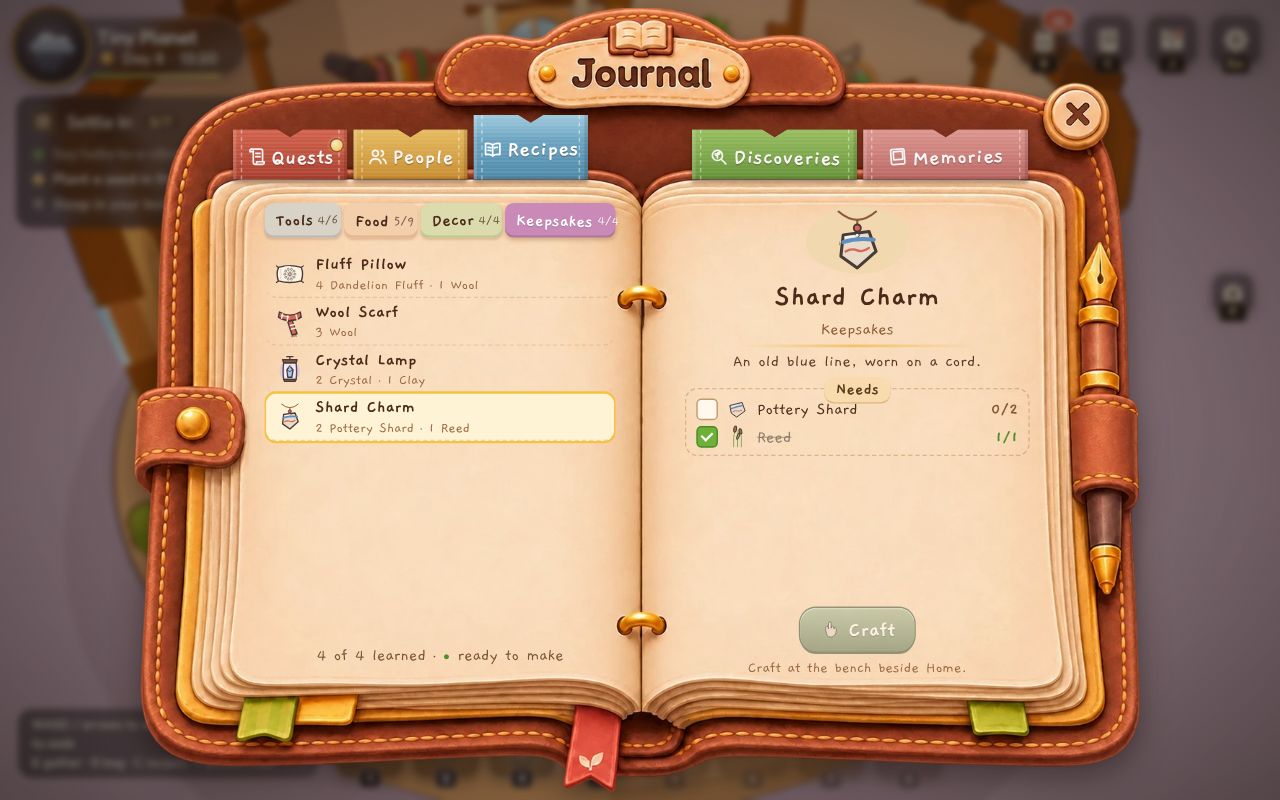 Journal
Quests
People
Recipes
Discoveries
Memories
Tools 4/6
Food 5/9
Decor 4/4
Keepsakes 4/4
Fluff Pillow
4 Dandelion Fluff · 1 Wool
Wool Scarf
3 Wool
Crystal Lamp
2 Crystal · 1 Clay
Shard Charm
2 Pottery Shard · 1 Reed
4 of 4 learned · • ready to make
Shard Charm
Keepsakes
An old blue line, worn on a cord.
Needs
Pottery Shard 0/2
Reed 1/1
Craft
Craft at the bench beside Home.
Tiny Planet